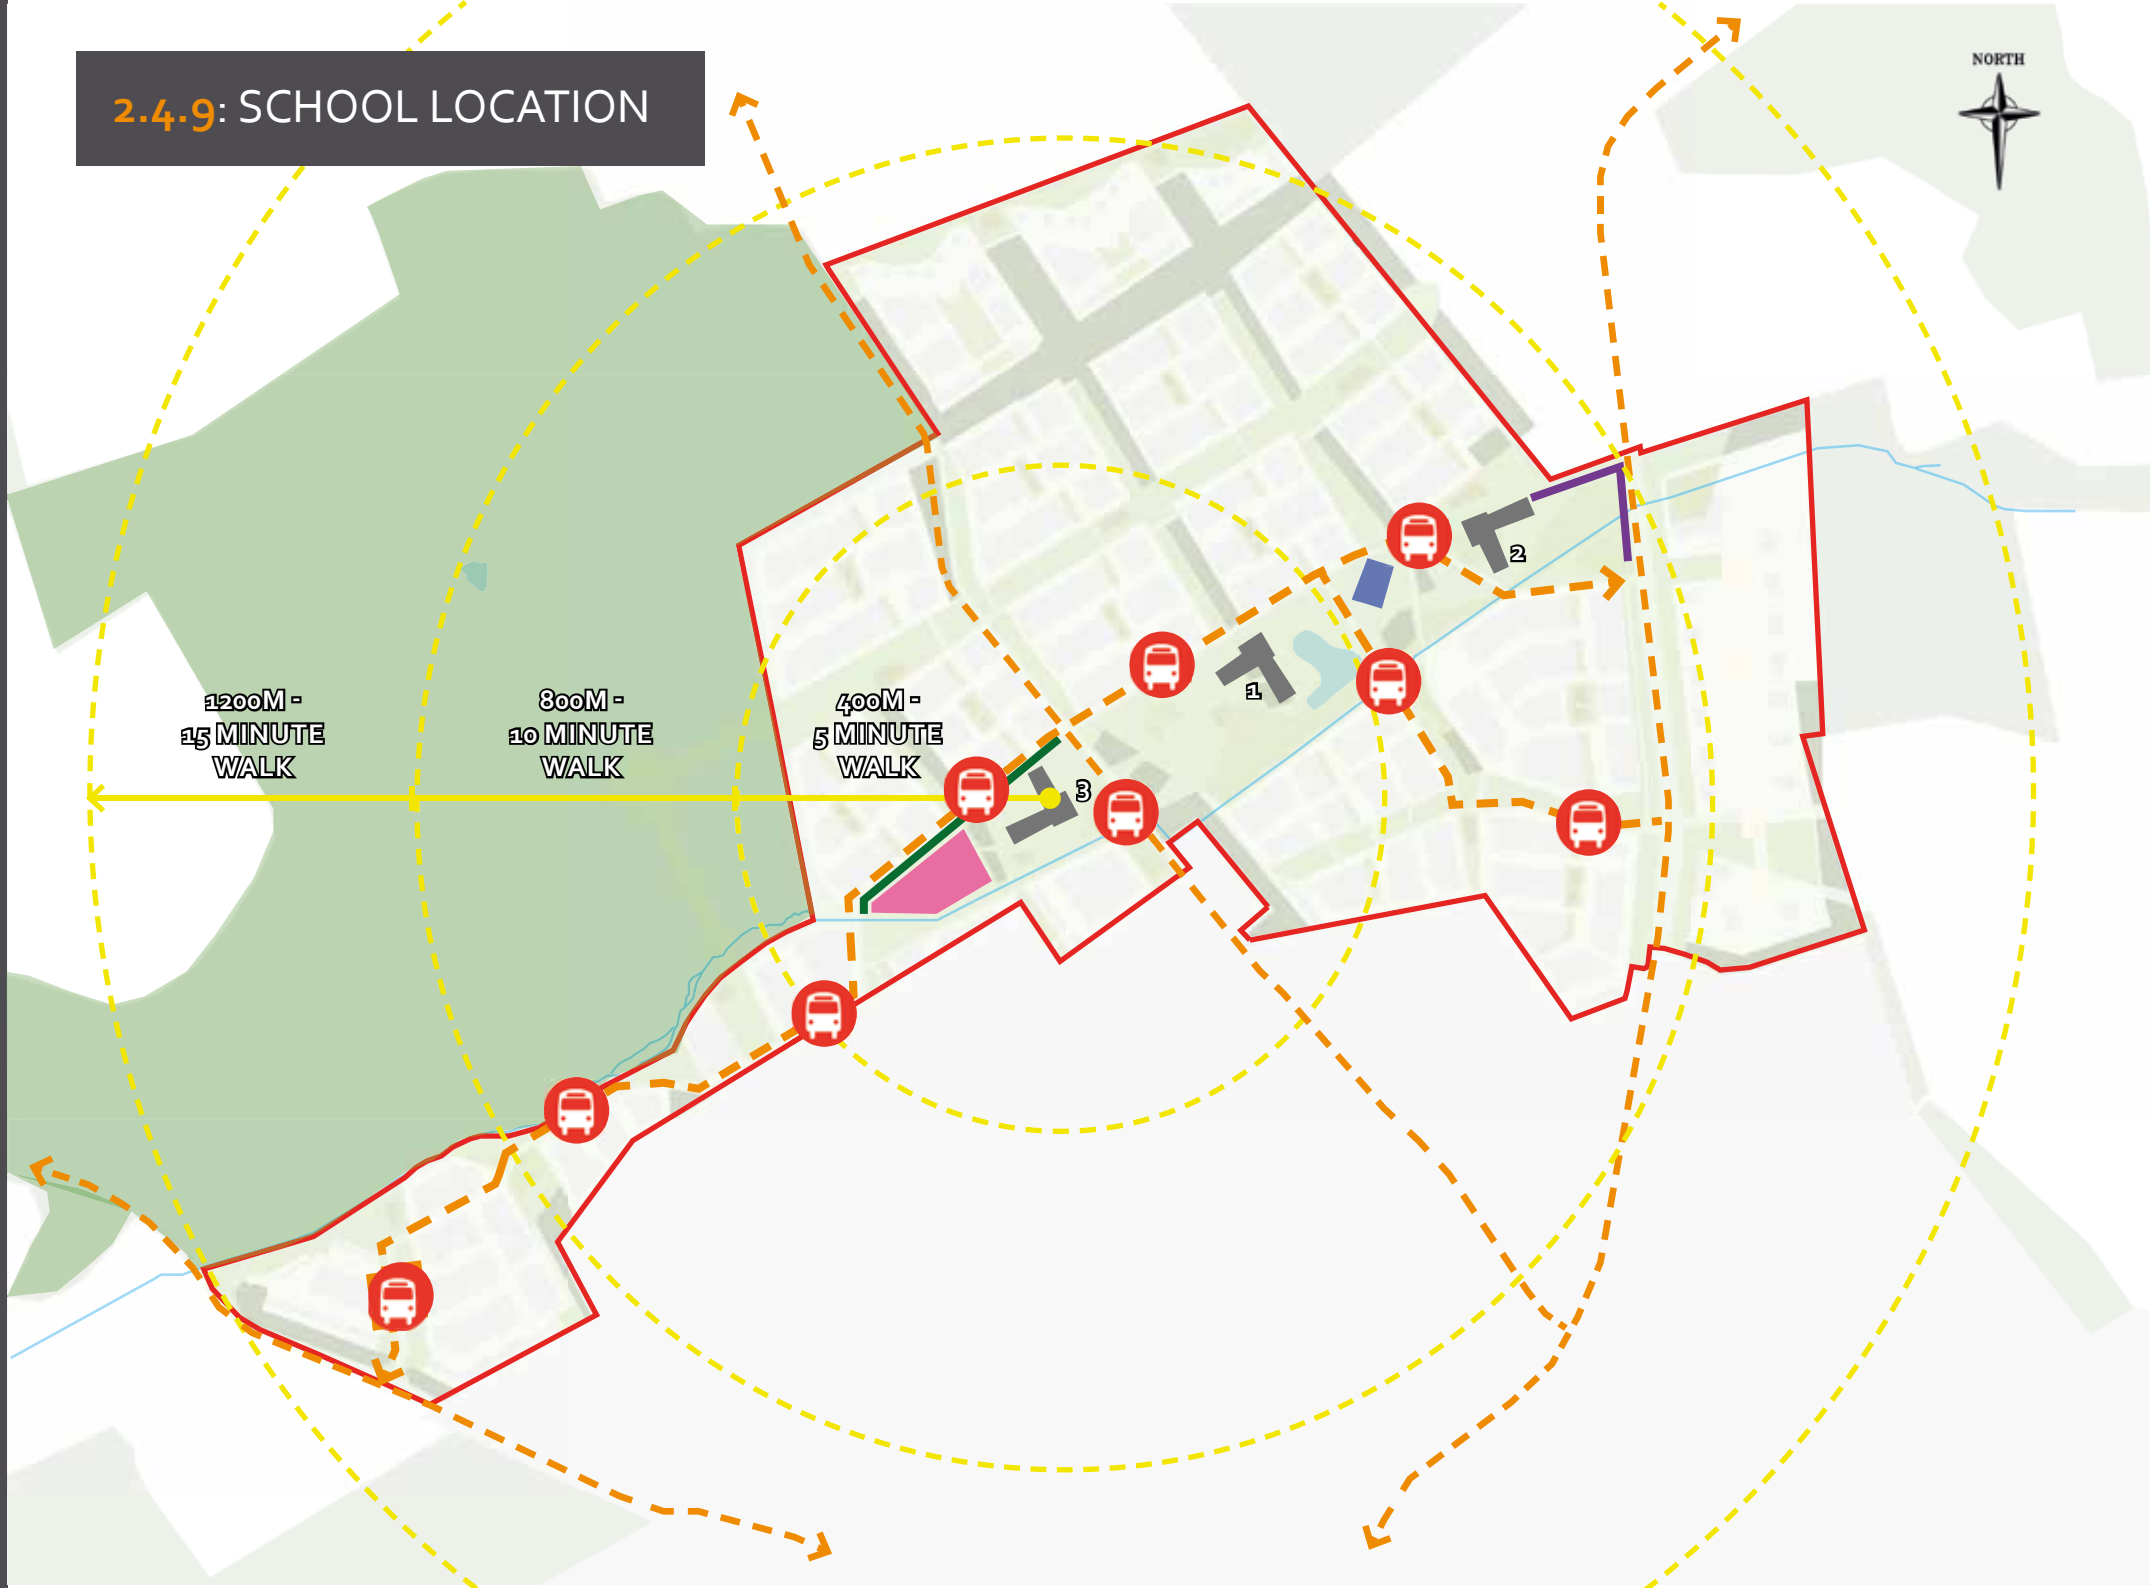 2.4.9: SCHOOL LOCATION
NORTH
2
1
1200M -
15 MINUTE
WALK
800M -
10 MINUTE
WALK
400M -
5 MINUTE
WALK
3